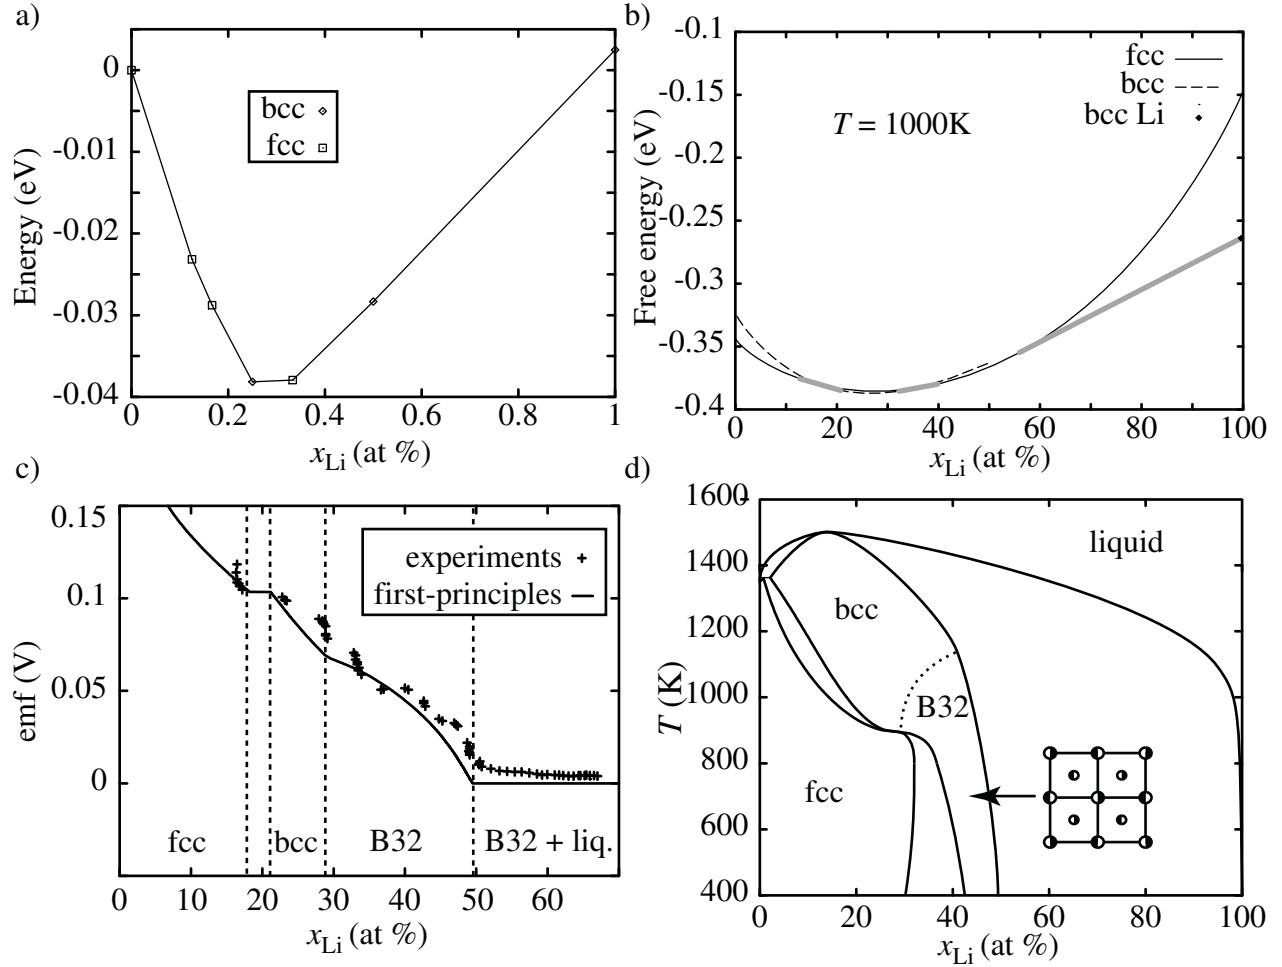 a)
0
-0.01
-0.02
-0.03
-0.04
Energy (eV)
bcc
fcc
0
0.2
0.4
0.6
0.8
1
xLi (at %)
b)
-0.1
-0.15
-0.2
-0.25
-0.3
-0.35
-0.4
Free energy (eV)
fcc
bcc
bcc Li
T = 1000K
0
20
40
60
80
100
xLi (at %)
c)
0.15
0.1
0.05
0
emf (V)
experiments
first-principles
fcc
bcc
B32
B32 + liq.
0
10
20
30
40
50
60
xLi (at %)
d)
1600
1400
1200
1000
800
600
400
T (K)
liquid
bcc
B32
fcc
0
20
40
60
80
100
xLi (at %)